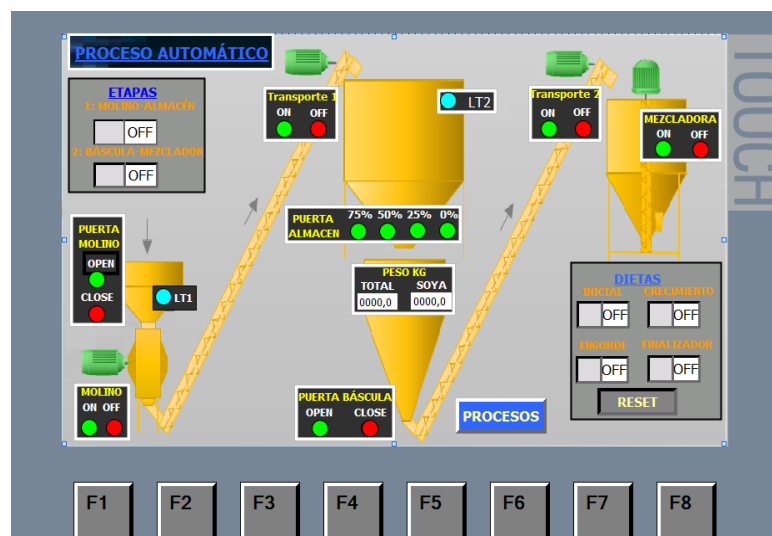 PROCESO AUTOMÁTICO
ETAPAS
1: MOLINO-ALMACÉN
OFF
2: BÁSCULA-MEZCLADOR
OFF
Transporte 1
ON OFF
LT2
Transporte 2
ON OFF
MEZCLADORA
ON OFF
TOUCH
PUERTA
MOLINO
OPEN
CLOSE
LT1
PUERTA
ALMACEN
75% 50% 25% 0%
PESO KG
TOTAL SOYA
0000,0 0000,0
DIETAS
INICIAL CRECIMIENTO
OFF OFF
ENGORDE FINALIZADOR
OFF OFF
RESET
MOLINO
ON OFF
PUERTA BÁSCULA
OPEN CLOSE
PROCESOS
F1 F2 F3 F4 F5 F6 F7 F8